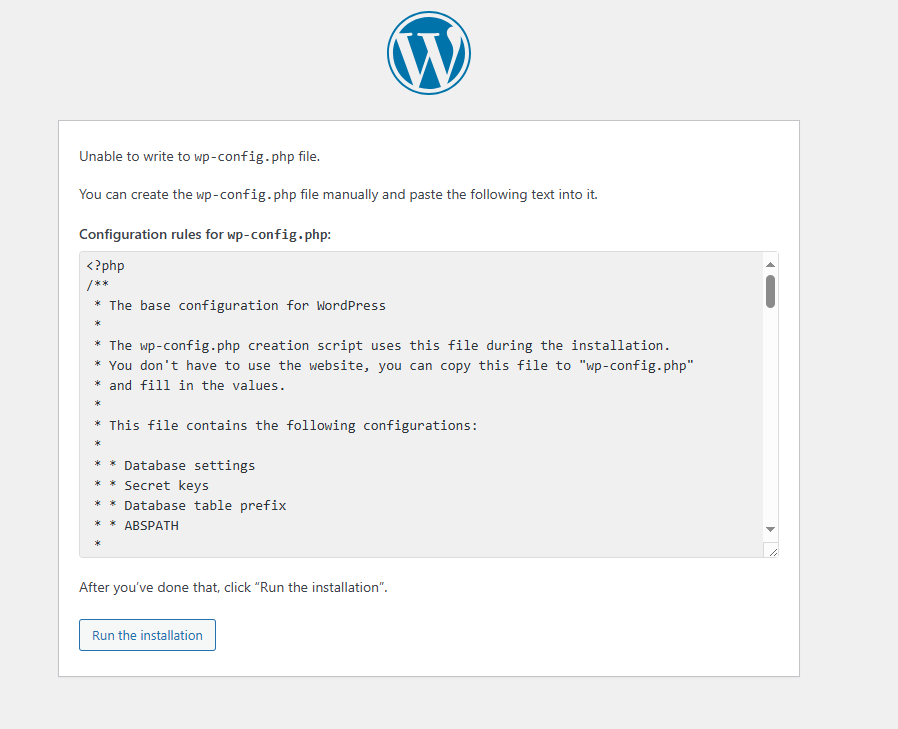 W
Unable to write to wp-config.php file.
You can create the wp-config.php file manually and paste the following text into it.
Configuration rules for wp-config.php:
<?php
/**
 * The base configuration for WordPress
 *
 * The wp-config.php creation script uses this file during the installation.
 * You don't have to use the website, you can copy this file to "wp-config.php"
 * and fill in the values.
 *
 * This file contains the following configurations:
 *
 * * Database settings
 * * Secret keys
 * * Database table prefix
 * * ABSPATH
 *
After you've done that, click “Run the installation”.
Run the installation